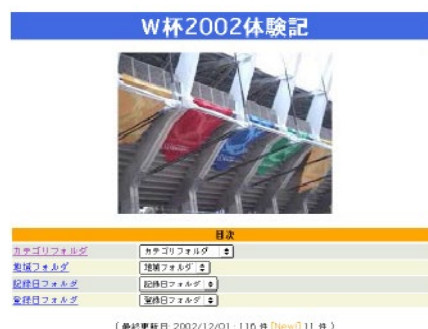 W杯2002体験記
目次
カテゴリフォルダ カテゴリフォルダ
地域フォルダ 地域フォルダ
記録日フォルダ 記録日フォルダ
登録日フォルダ 登録日フォルダ
( 最終更新日: 2002/12/01 : 116 件 [New!] 11 件 )